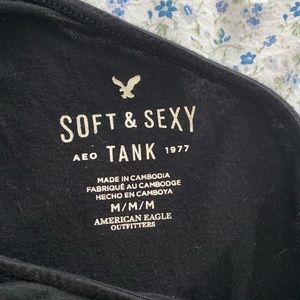 SOFT & SEXY
AEO TANK 1977
MADE IN CAMBODIA
FABRIQUÉ AU CAMBODGE
HECHO EN CAMBOYA
M/M/M
AMERICAN EAGLE
OUTFITTERS